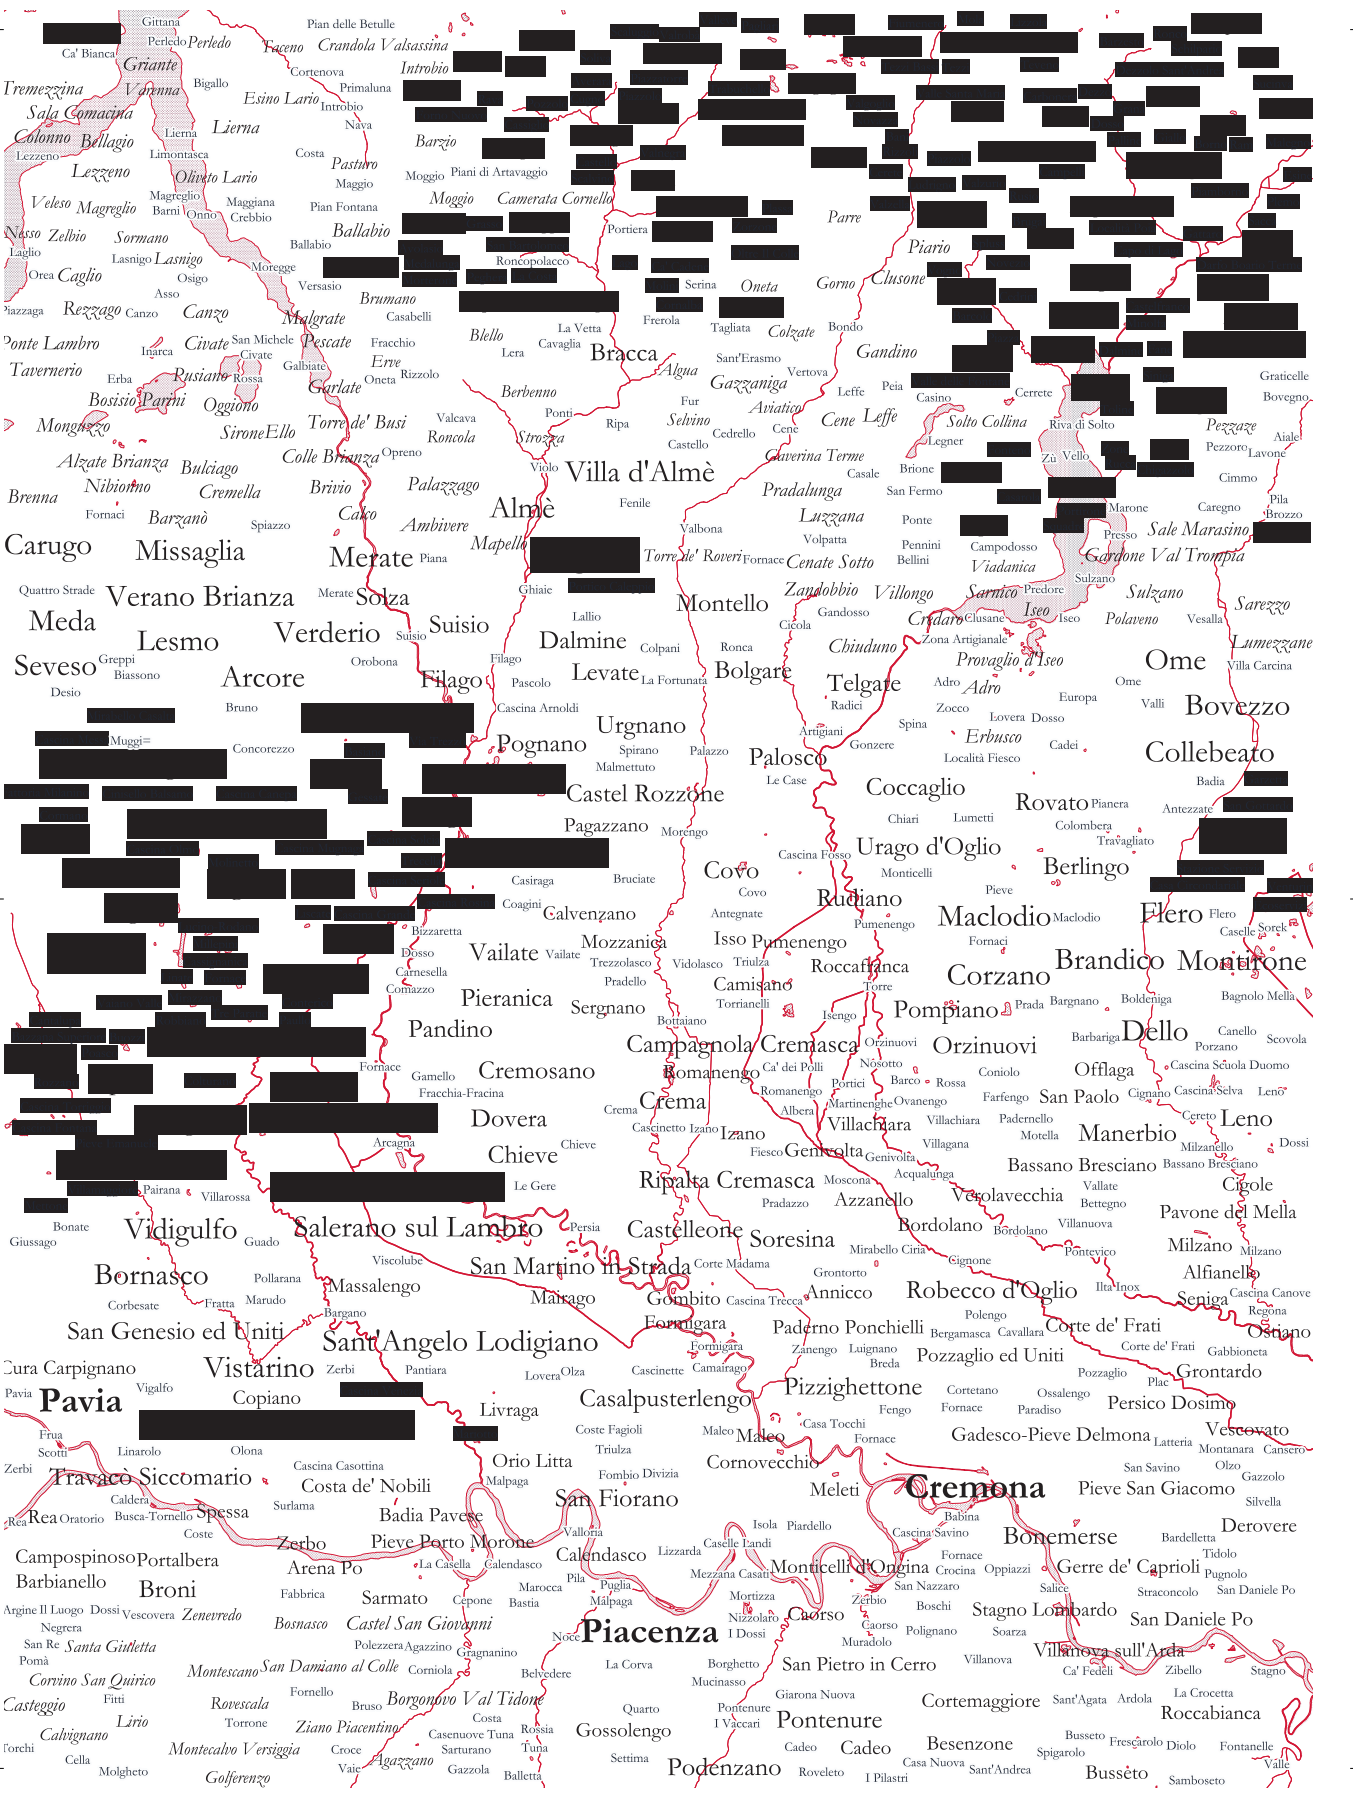 Gittana
Pian delle Betulle
Ca' Bianca
Perledo Perledo
Taceno Crandola Valsassina
Griante
Cortenova
Introbio
Tremezzina
Varenna
Bigallo
Primaluna
Esino Lario
Introbio
Sala Comacina
Nava
Colonno Bellagio
Lierna
Lierna
Barzio
Lezzeno
Limontasca
Costa
Pasturo
Lezzeno
Oliveto Lario
Maggio
Moggio Piani di Artavaggio
Veleso Magreglio
Magreglio
Barni Onno
Maggiana
Crebbio
Pian Fontana
Moggio Camerata Cornello
Parre
Nesso Zelbio Sormano
Ballabio
Ballabio
Portiera
Piario
Laglio
Lasnigo Lasnigo
Moregge
Roncopolacco
Orea Caglio
Osigo
Versasio
Serina Oneta
Gorno Clusone
Asso
Brumano
Piazzaga Rezzago Canzo Canzo
Casabelli
Malgrate
Frerola
Tagliata Colzate
Bondo
Ponte Lambro
Inarca
Civate San Michele
Civate
Pescate Fracchio
Blello
La Vetta
Cavaglia
Lera
Bracca
Sant'Erasmo
Gandino
Tavernerio
Erba
Rusiano Rossa
Galbiate
Erve
Oneta Rizzolo
Algua
Gazzaniga
Vertova
Leffe
Peia
Graticelle
Bosisio Parini
Oggiono
Garlate
Berbenno
Fur
Aviatico
Casino
Cerrete
Bovegno
Monguzzo
Sirone Ello
Torre de' Busi
Valcava
Roncola
Ponti
Ripa
Strozza
Selvino
Castello
Cedrello
Cene
Cene Leffe
Legner
Solto Collina
Riva di Solto
Pezzaze
Aiale
Alzate Brianza Bulciago
Colle Brianza Opreno
Violo
Villa d'Almè
Gaverina Terme
Casale
Brione
Zù Vello
Pezzoro Lavone
Brenna
Nibionno
Cremella
Brivio
Palazzago
Almè
Fenile
Pradalunga
San Fermo
Cimmo
Pila
Fornaci
Barzanò
Spiazzo
Calco
Ambivere
Valbona
Luzzana
Ponte
Marone
Caregno
Brozzo
Carugo Missaglia
Merate Piana
Mapello
Torre de' Roveri Fornace
Volpatta
Cenate Sotto
Pennini
Bellini
Campodosso
Viadanica
Presso
Sale Marasino
Gardone Val Trompia
Quattro Strade
Verano Brianza
Merate Solza
Ghiaie
Montello
Zandobbio
Gandosso
Villongo
Sarnico Predore
Sulzano
Sulzano
Sarezzo
Meda Lesmo
Verderio Suisio Suisio
Lallio
Dalmine
Colpani
Ronca
Cicola
Chiuduno
Credaro Clusane Iseo Iseo
Polaveno
Vesalla
Lumezzane
Seveso Greppi
Biassono
Arcore
Orobona
Filago
Filago
Pascolo
Levate La Fortunata
Bolgare
Telgate
Zona Artigianale
Provaglio d'Iseo
Ome Villa Carcina
Desio
Bruno
Cascina Arnoldi
Urgnano
Radici
Adro Adro
Zocco
Europa
Ome
Valli Bovezzo
Muggi=
Concorezzo
Pognano
Spirano
Malmettuto
Palazzo
Palosco
Artigiani
Gonzere
Spina
Lovera Dosso
Erbusco
Località Fiesco
Cadei
Collebeato
Castel Rozzone
Le Case
Coccaglio
Rovato Pianera
Badia
Pagazzano
Morengo
Chiari
Lumetti
Colombera
Antezzate
Travagliato
Cascina Fosso
Urago d'Oglio
Berlingo
Casiraga
Bruciate
Covo
Covo
Monticelli
Pieve
Coagini
Calvenzano
Antegnate
Rudiano
Pumenengo
Maclodio Maclodio
Flero Flero
Bizzaretta
Dosso
Vailate Vailate
Mozzanica
Trezzolasco
Isso Pumenengo
Fornaci
Caselle Sorek
Carnesella
Comazzo
Pieranica
Pradello
Vidolasco Triulza
Roccafranca
Corzano
Brandico Montirone
Sergnano
Camisano
Torrianelli
Torre
Isengo
Pompiano Prada Bargnano
Boldeniga
Bagnolo Mella
Pandino
Bottaiano
Campagnola Cremasca
Orzinuovi
Orzinuovi
Barbariga
Dello
Canello
Porzano
Scovola
Fornace
Gamello
Cremosano
Romanengo Ca' dei Polli
Nosotto
Barco Rossa
Coniolo
Offlaga
Cascina Scuola Duomo
Fracchia-Fracina
Crema Crema
Romanengo
Albera
Portici
Martinenghe Ovanengo
Farfengo San Paolo
Cignano Cascina Selva Leno
Dovera
Cascinetto Izano Izano
Villachiara
Villachiara
Padernello
Motella
Manerbio
Cereto Leno
Arcagna
Chieve Chieve
Fiesco Genivolta Genivolta
Villagana
Bassano Bresciano Bassano Bresciano
Milzanello
Dossi
Pairana
Villarossa
Le Gere
Ripalta Cremasca
Pradazzo
Moscona
Azzanello
Acqualunga
Verolavecchia
Vallate
Bettegno
Cigole
Bonate
Giussago
Vidigulfo
Guado
Salerano sul Lambro
Persia
Castelleone Soresina
Bordolano Bordolano
Villanuova
Pavone del Mella
Bornasco
Pollarana
Viscolube
San Martino in Strada Corte Madama
Mirabello Ciria
Cignone
Pontevico
Milzano Milzano
Corbesate
Fratta Marudo
Massalengo
Mairago
Gombito Cascina Trecca
Grontorto
Annicco
Robecco d'Oglio
Ilta-Inox
Alfianello
Seniga Cascina Canove
Regona
San Genesio ed Uniti
Bargano
Sant'Angelo Lodigiano
Formigara
Formigara
Paderno Ponchielli
Polengo
Bergamasca Cavallara
Corte de' Frati
Corte de' Frati
Ostiano
Gabbioneta
Cura Carpignano
Vistarino
Zerbi
Pantiara
Lovera Olza
Cascinette Camairago
Zanengo Luignano
Breda
Pozzaglio ed Uniti
Pozzaglio
Grontardo
Pavia Pavia
Vigalfo
Copiano
Livraga
Casalpusterlengo
Pizzighettone
Cortetano
Fornace
Ossalengo
Paradiso
Plac
Persico Dosimo
Frua
Scotti
Linarolo
Olona
Coste Fagioli
Triulza
Maleo Maleo
Casa Tocchi
Fornace
Fengo
Gadesco-Pieve Delmona Latteria
Vescovato
Montanara Cansero
Zerbi Travacò Siccomario
Cascina Casottina
Costa de' Nobili
Orio Litta
Malpaga
Fombio Divizia
Cornovecchio
Meleti
Cremona
San Savino
Olzo
Gazzolo
Pieve San Giacomo
Caldera
Rea Rea Oratorio
Busca-Tornello Spessa
Surlama
Coste
Badia Pavese
San Fiorano
Silvella
Isola Piardello
Babina
Cascina Savino
Bonemerse
Bardelletta
Derovere
Zerbo
Pieve Porto Morone
Valloria
Lizzarda Caselle Landi
Fornace
Tidolo
Campospinoso Portalbera
Arena Po
La Casella Calendasco
Calendasco
Mezzana Casati
Monticelli d'Ongina
Crocina Oppiazzi
Gerre de' Caprioli
Pugnolo
Barbianello
Broni
Fabbrica
Sarmato
Cepone
Marocca
Bastia
Pila Puglia
Malpaga
Mortizza
San Nazzaro
Salice
Straconcolo San Daniele Po
Argine Il Luogo Dossi Vescovera Zenevredo
Bosnasco
Castel San Giovanni
Nizzolaro
I Dossi
Caorso
Zerbio
Boschi
Stagno Lombardo
San Daniele Po
Negrera
San Re
Santa Giuletta
Pomà
Polezzera Agazzino
Gragnanino
Noce Piacenza
Caorso
Muradolo
Polignano
Soarza
Villanova sull'Arda
Corvino San Quirico
Montescano San Damiano al Colle Corniola
Belvedere
La Corva
Borghetto
Mucinasso
San Pietro in Cerro
Villanova
Ca' Fedeli
Zibello
Stagno
Casteggio
Fitti
Rovescala
Fornello
Bruso Borgonovo Val Tidone
Quarto
Pontenure
Giarona Nuova
Cortemaggiore
Sant'Agata Ardola
La Crocetta
Roccabianca
Calvignano
Lirio
Torrone
Ziano Piacentino
Costa
Casenuove Tuna
Rossia
Gossolengo
I Vaccari
Pontenure
Busseto
Torchi
Montecalvo Versiggia
Croce
Sarturano Tuna
Settima
Cadeo Cadeo
Besenzone
Spigarolo
Frescarolo Diolo
Fontanelle
Cella
Molgheto
Golferenzo
Vaie Agazzano
Gazzola
Balletta
Podenzano
Roveleto
I Pilastri
Casa Nuova Sant'Andrea
Busseto
Samboseto
Valle